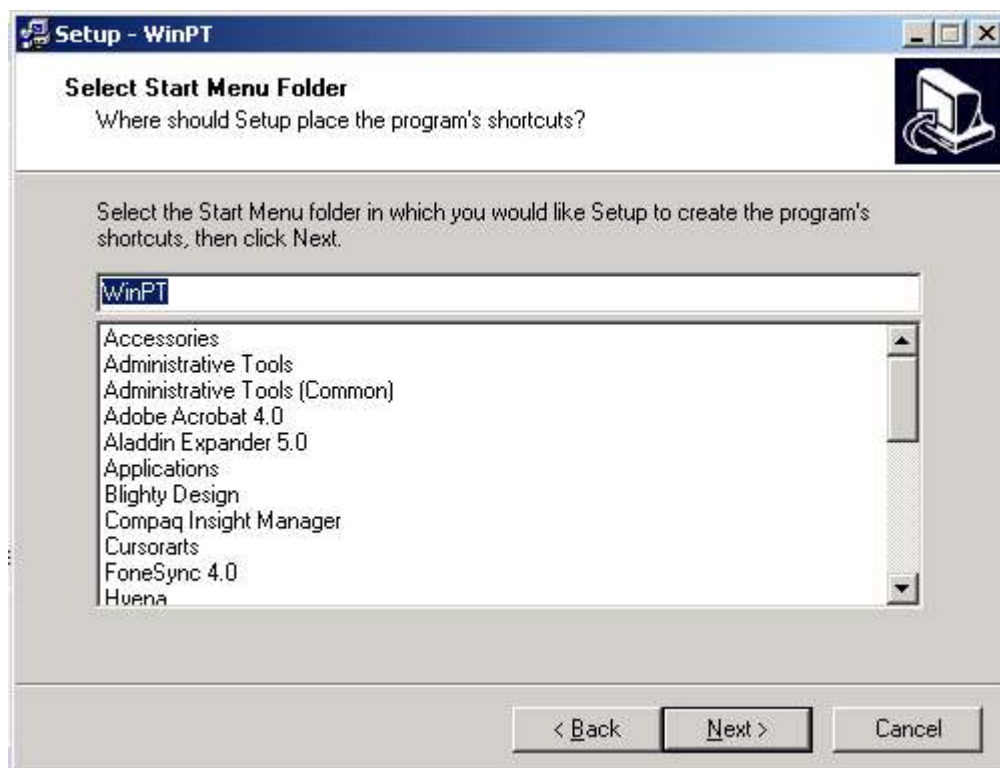 Setup - WinPT
Select Start Menu Folder
Where should Setup place the program's shortcuts?
Select the Start Menu folder in which you would like Setup to create the program's
shortcuts, then click Next.
WinPT
Accessories
Administrative Tools
Administrative Tools (Common)
Adobe Acrobat 4.0
Aladdin Expander 5.0
Applications
Blighty Design
Compaq Insight Manager
Cursorarts
FoneSync 4.0
Hyena
< Back
Next >
Cancel